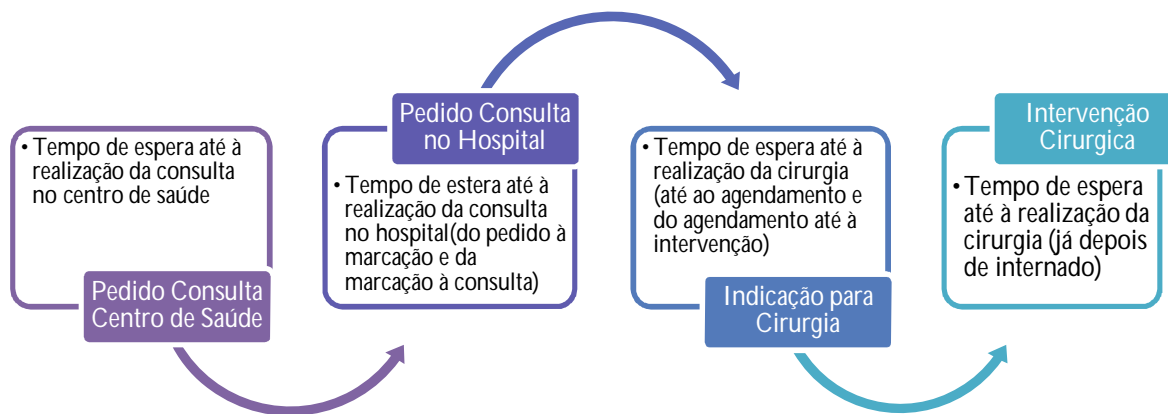 • Tempo de espera até à
realização da consulta
no centro de saúde
Pedido Consulta
Centro de Saúde
Pedido Consulta
no Hospital
• Tempo de estera até à
realização da consulta
no hospital(do pedido à
marcação e da
marcação à consulta)
• Tempo de espera até à
realização da cirurgia
(até ao agendamento e
do agendamento até à
intervenção)
Indicação para
Cirurgia
Intervenção
Cirurgica
• Tempo de espera
até à realização da
cirurgia (já depois
de internado)